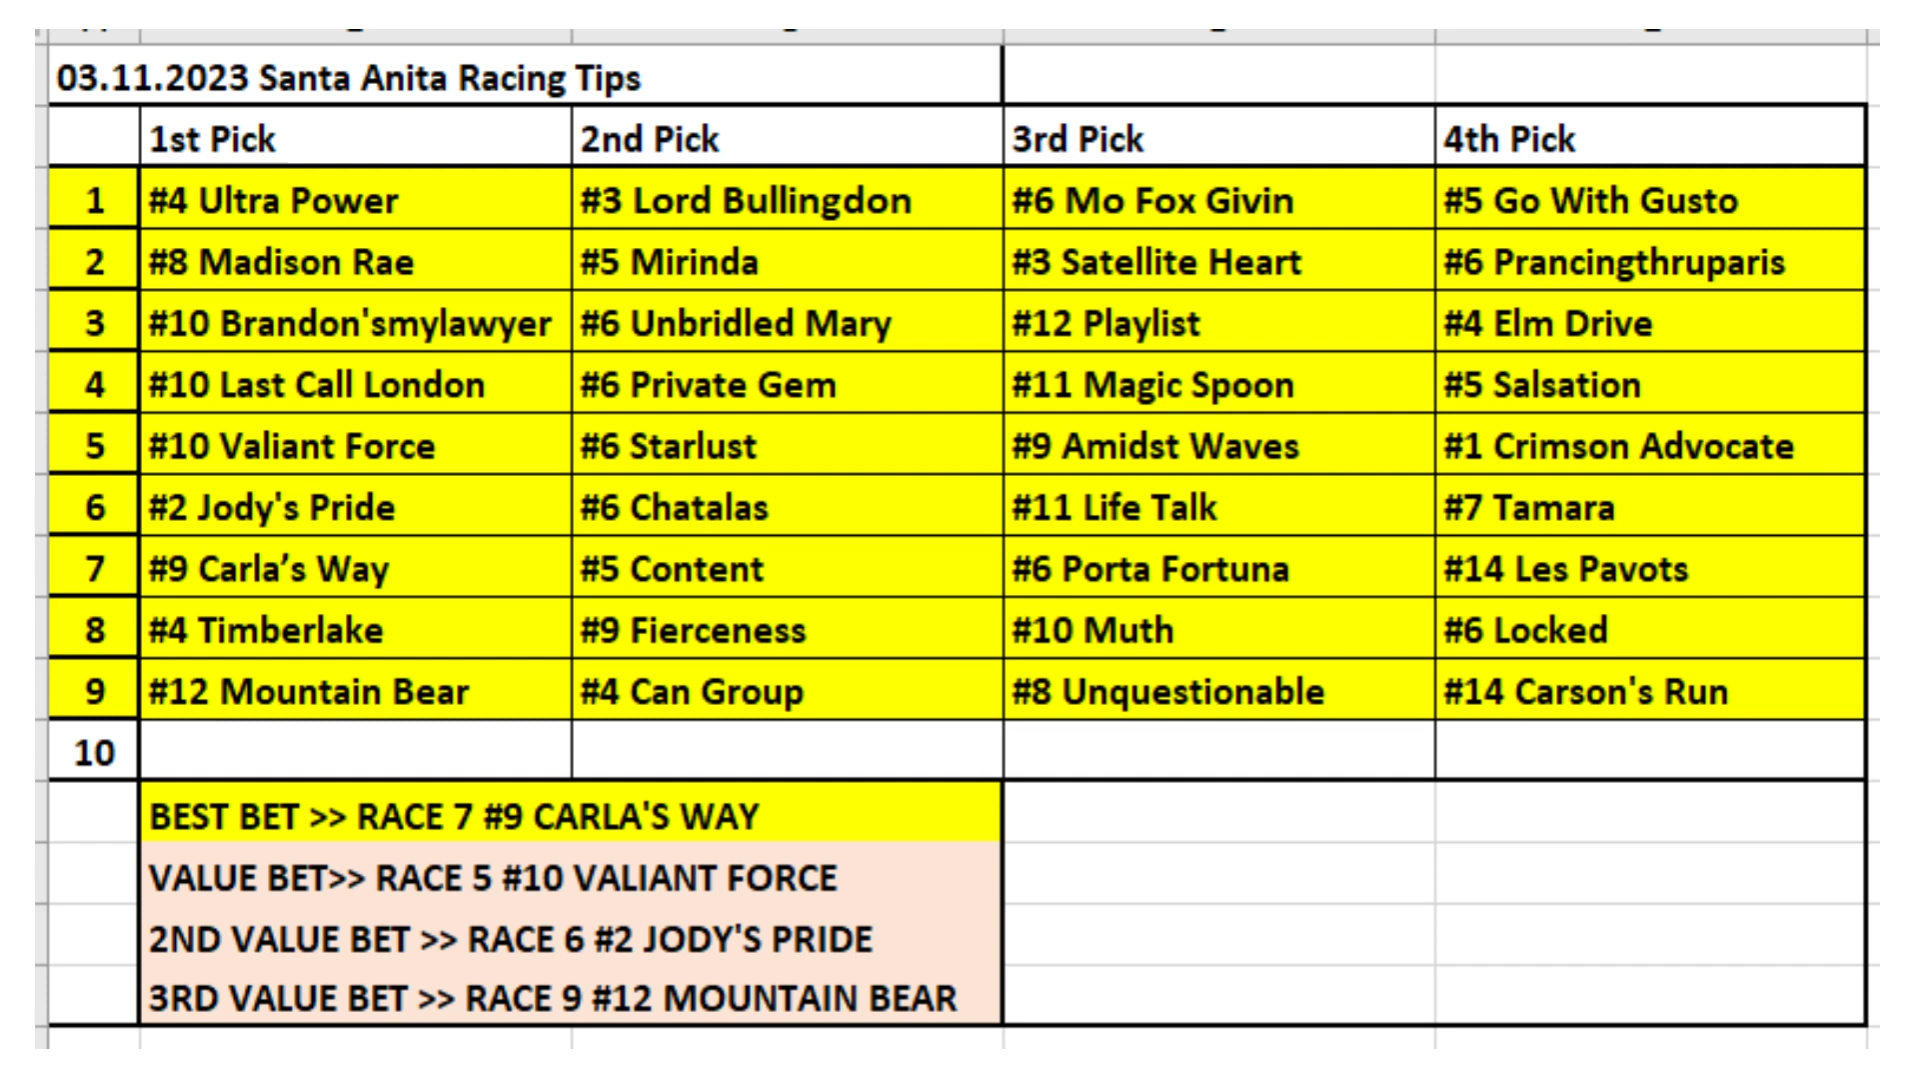 03.11.2023 Santa Anita Racing Tips
1st Pick 2nd Pick 3rd Pick 4th Pick
1 #4 Ultra Power #3 Lord Bullingdon #6 Mo Fox Givin #5 Go With Gusto
2 #8 Madison Rae #5 Mirinda #3 Satellite Heart #6 Prancingthruparis
3 #10 Brandon'smylawyer #6 Unbridled Mary #12 Playlist #4 Elm Drive
4 #10 Last Call London #6 Private Gem #11 Magic Spoon #5 Salsation
5 #10 Valiant Force #6 Starlust #9 Amidst Waves #1 Crimson Advocate
6 #2 Jody's Pride #6 Chatalas #11 Life Talk #7 Tamara
7 #9 Carla’s Way #5 Content #6 Porta Fortuna #14 Les Pavots
8 #4 Timberlake #9 Fierceness #10 Muth #6 Locked
9 #12 Mountain Bear #4 Can Group #8 Unquestionable #14 Carson's Run
10
BEST BET >> RACE 7 #9 CARLA'S WAY
VALUE BET>> RACE 5 #10 VALIANT FORCE
2ND VALUE BET >> RACE 6 #2 JODY'S PRIDE
3RD VALUE BET >> RACE 9 #12 MOUNTAIN BEAR